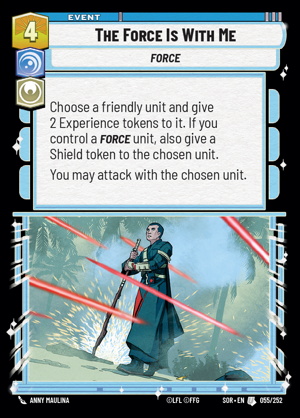 EVENT
4
THE FORCE IS WITH ME
FORCE
Choose a friendly unit and give
2 Experience tokens to it. If you
control a FORCE unit, also give a
Shield token to the chosen unit.
You may attack with the chosen unit.
ANNY MAULINA
©LFL ©FFG
SOR • EN
U
055/252